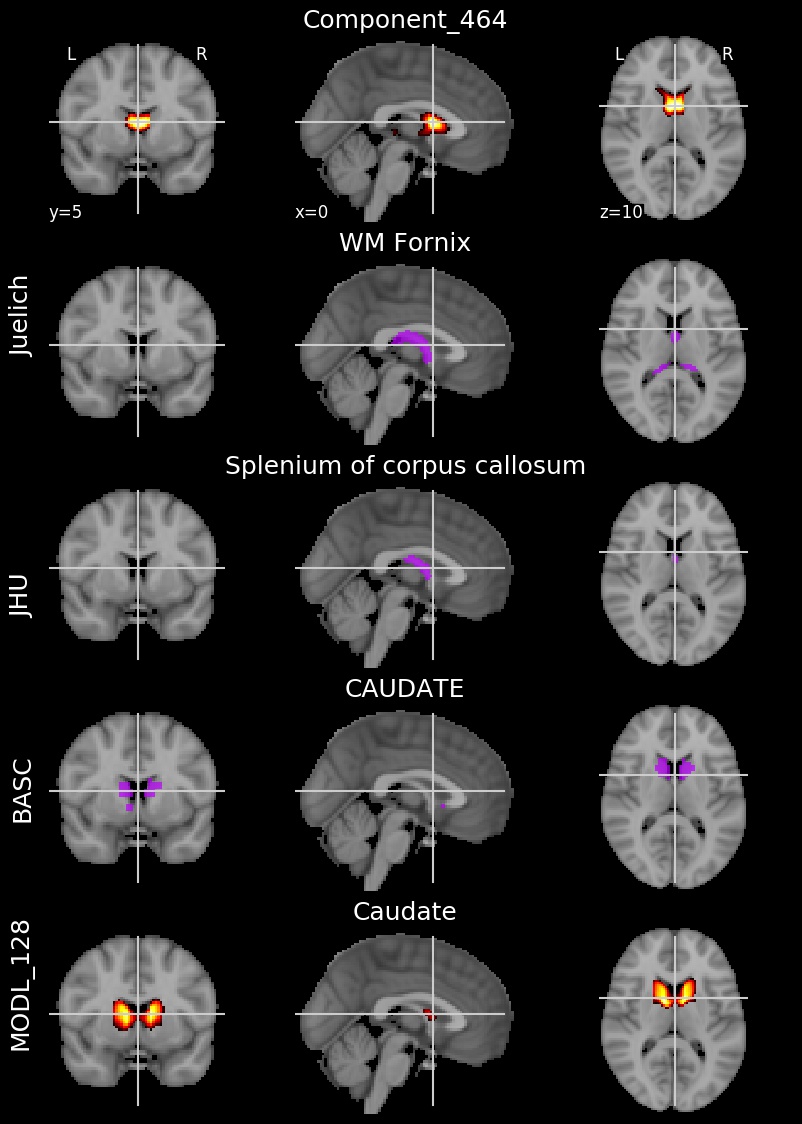 Component_464
L
R
L
R
y=5
x=0
z=10
WM Fornix
Juelich
Splenium of corpus callosum
JHU
CAUDATE
BASC
Caudate
MODL_128